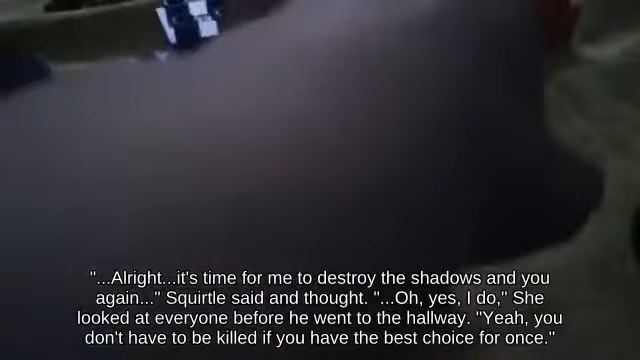 "...Alright...it's time for me to destroy the shadows and you
again..." Squirtle said and thought. "...Oh, yes, I do," She
looked at everyone before he went to the hallway. "Yeah, you
don't have to be killed if you have the best choice for once."